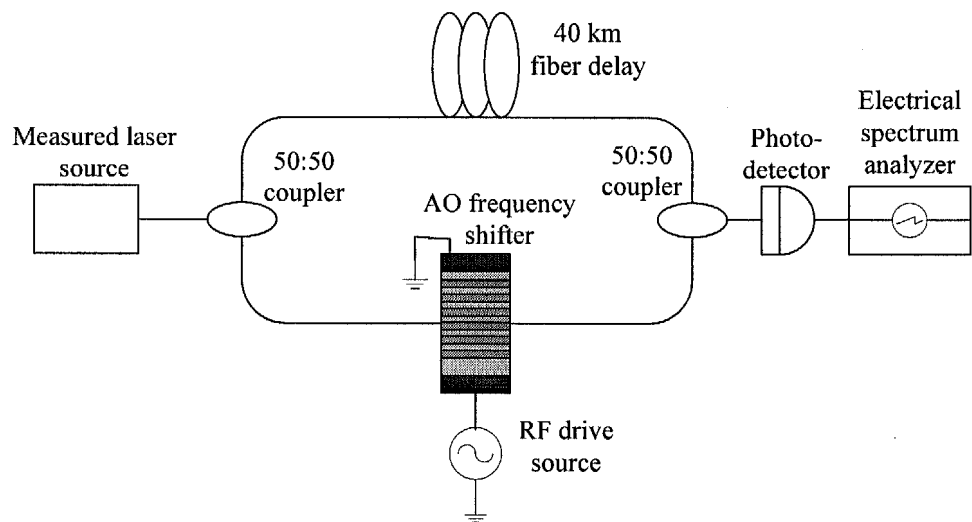 40 km
fiber delay
Measured laser
source
50:50
coupler
AO frequency
shifter
50:50
coupler
Photo-
detector
Electrical
spectrum
analyzer
RF drive
source